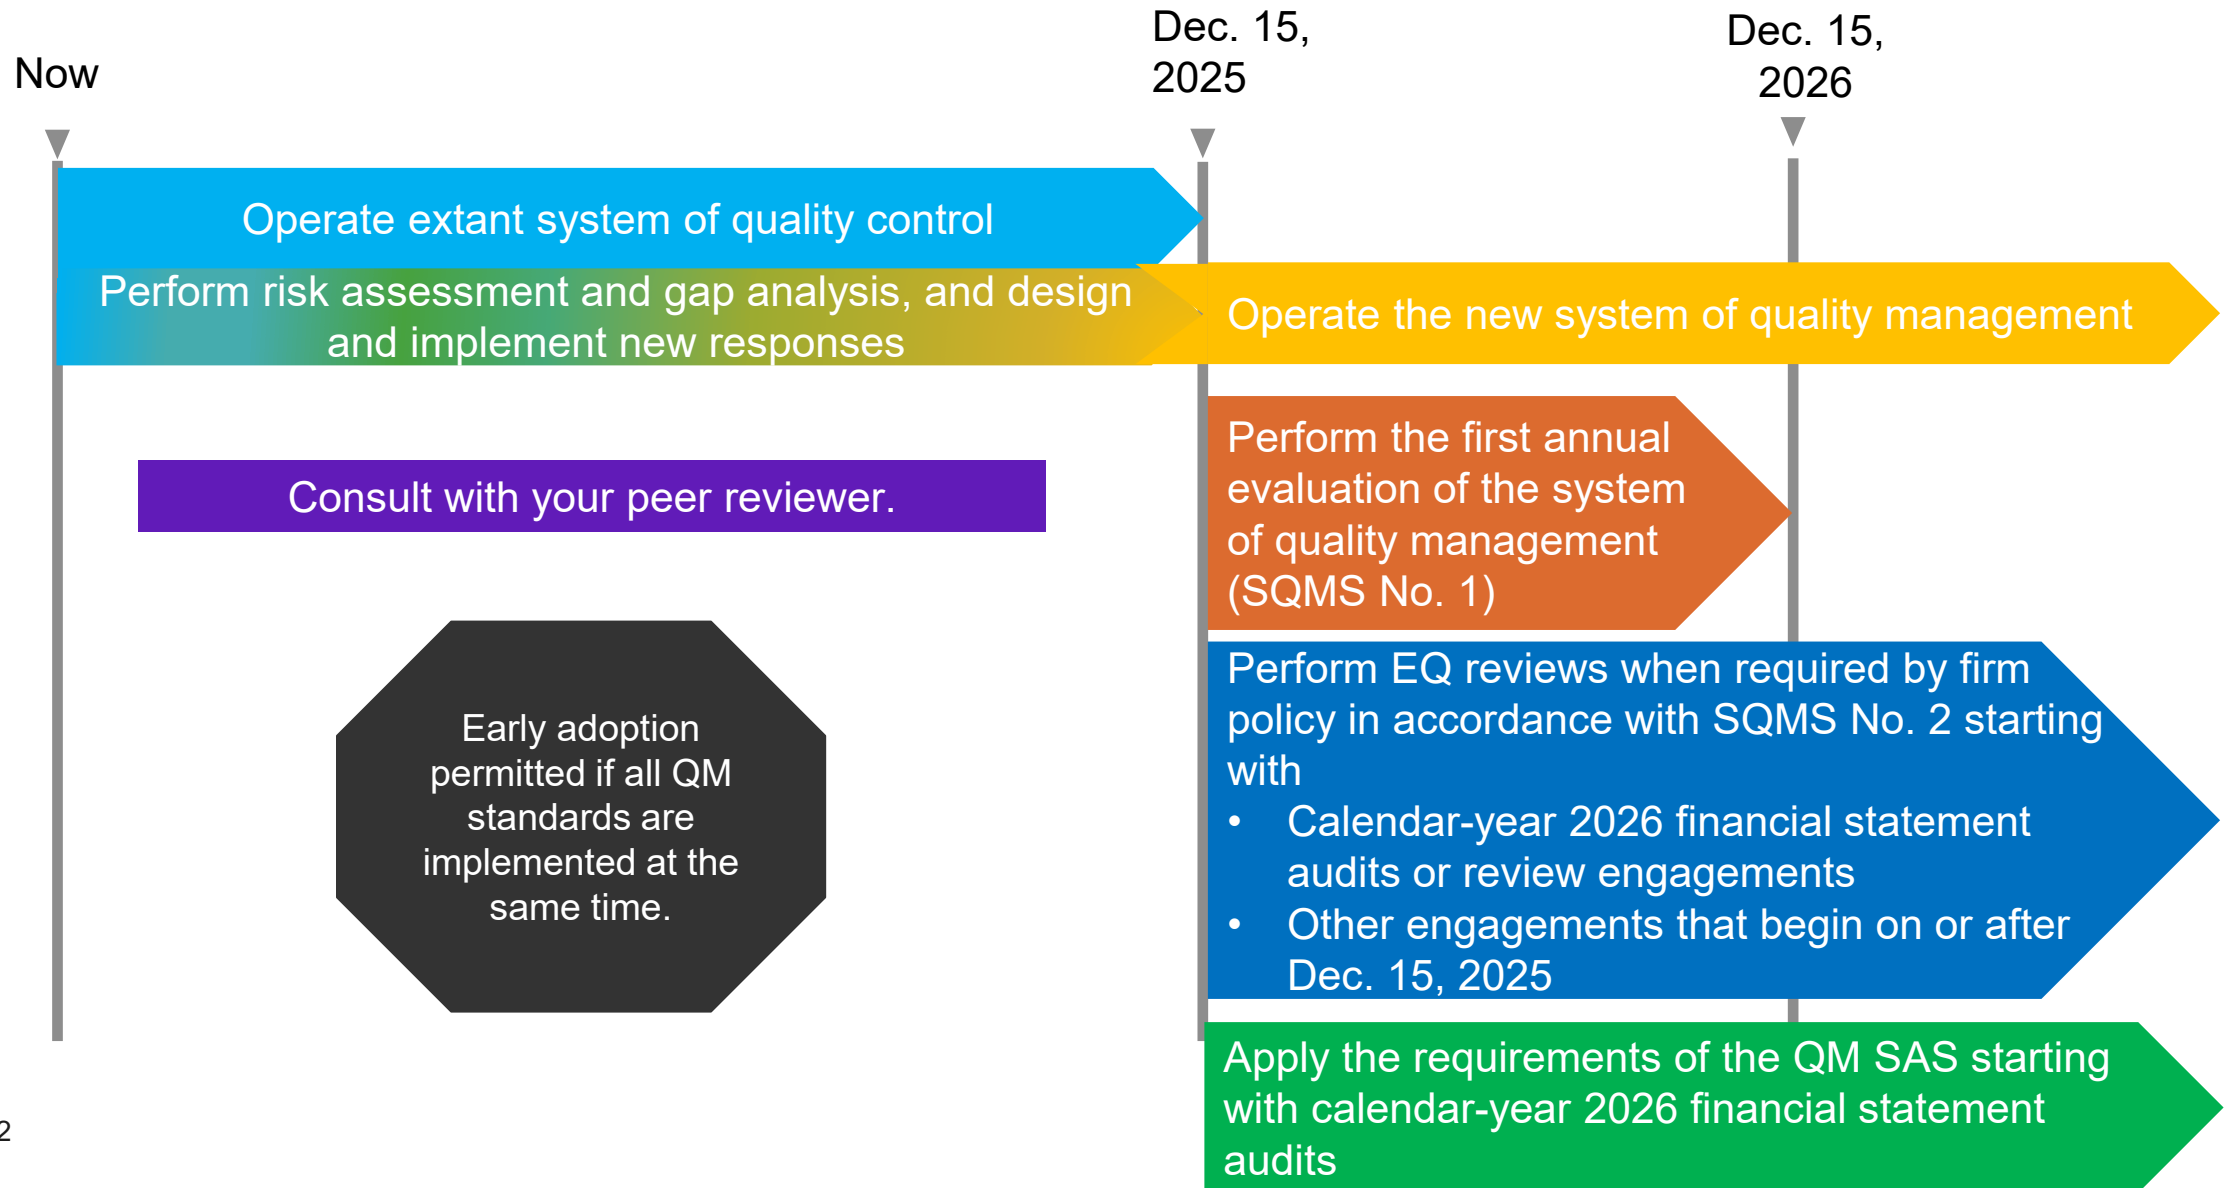 Now
Dec. 15,
2025
Dec. 15,
2026
Operate extant system of quality control
Perform risk assessment and gap analysis, and design
and implement new responses
Operate the new system of quality management
Consult with your peer reviewer.
Perform the first annual
evaluation of the system
of quality management
(SQMS No. 1)
Early adoption
permitted if all QM
standards are
implemented at the
same time.
Perform EQ reviews when required by firm
policy in accordance with SQMS No. 2 starting
with
• Calendar-year 2026 financial statement
audits or review engagements
• Other engagements that begin on or after
Dec. 15, 2025
Apply the requirements of the QM SAS starting
with calendar-year 2026 financial statement
audits
2